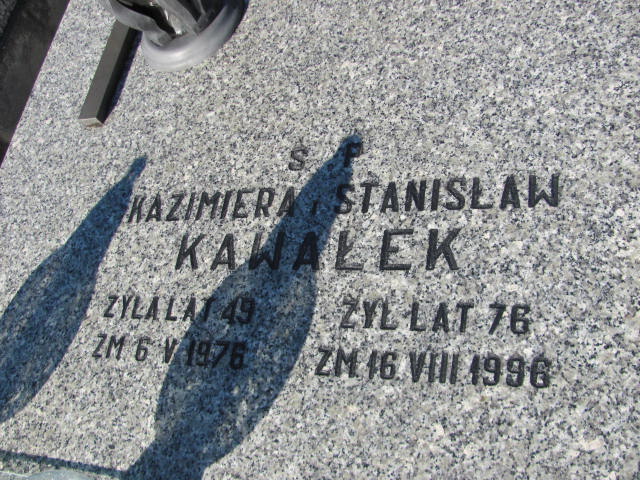 Ś P
KAZIMIERA I STANISŁAW
KAWAŁEK
ŻYŁA LAT 49 ŻYŁ LAT 76
ZM 6 V 1976 ZM 16 VIII 1996